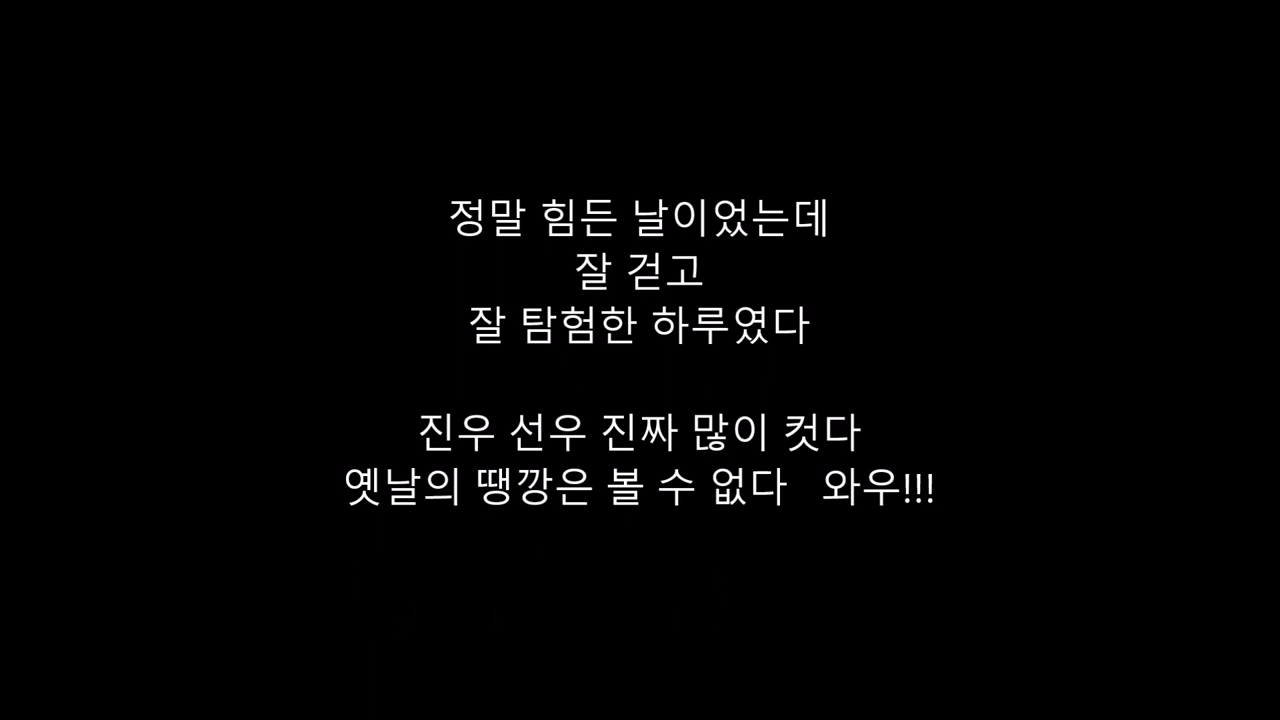 정말 힘든 날이었는데
잘 걷고
잘 탐험한 하루였다
진우 선우 진짜 많이 컷다
옛날의 땡깡은 볼 수 없다 와우!!!